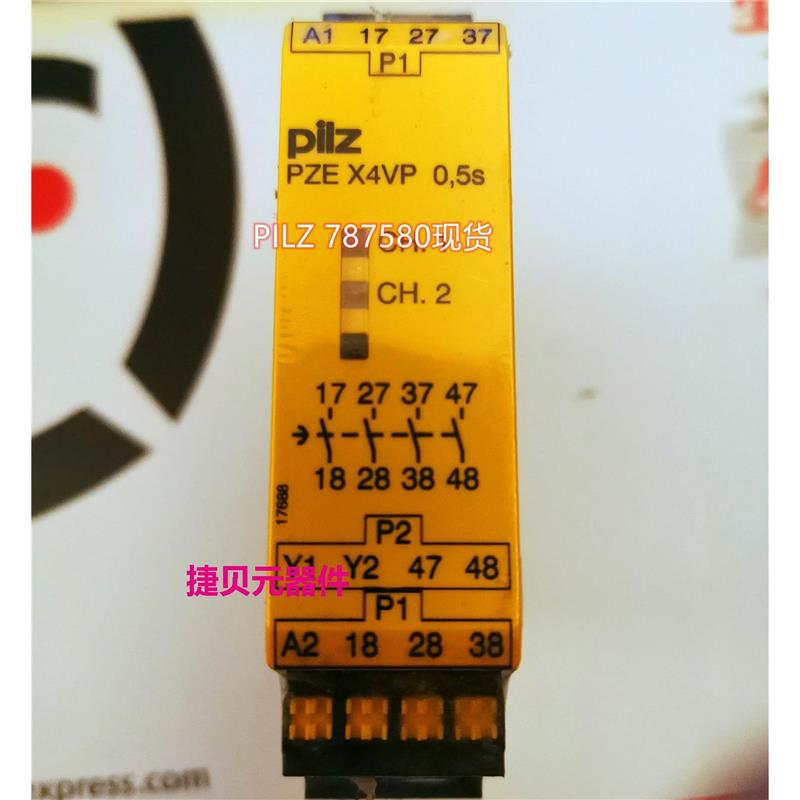 A1 17 27 37
P1
pilz
PZE X4VP 0,5s
PILZ 787580现货
CH. 2
17 27 37 47
18 28 38 48
17688
P2
Y1 Y2 47 48
捷贝元器件
P1
A2 18 28 38
express.com